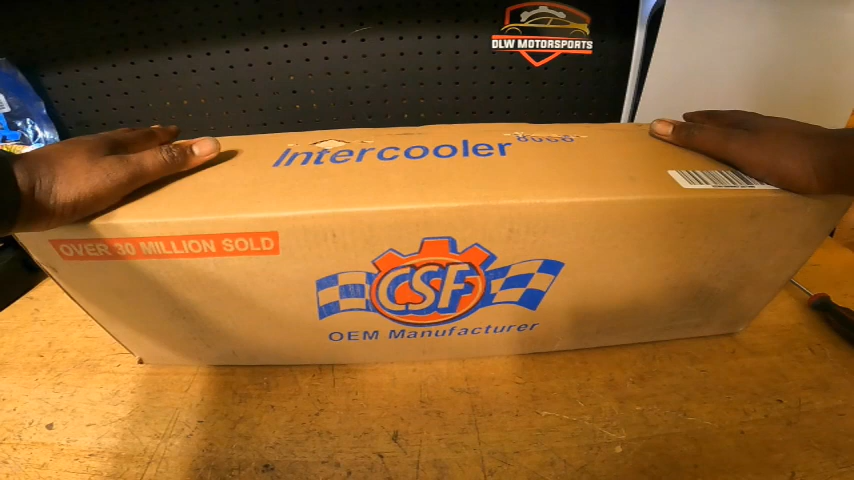 DLW MOTORSPORTS
Intercooler
OVER 30 MILLION SOLD
CSF
OEM Manufacturer